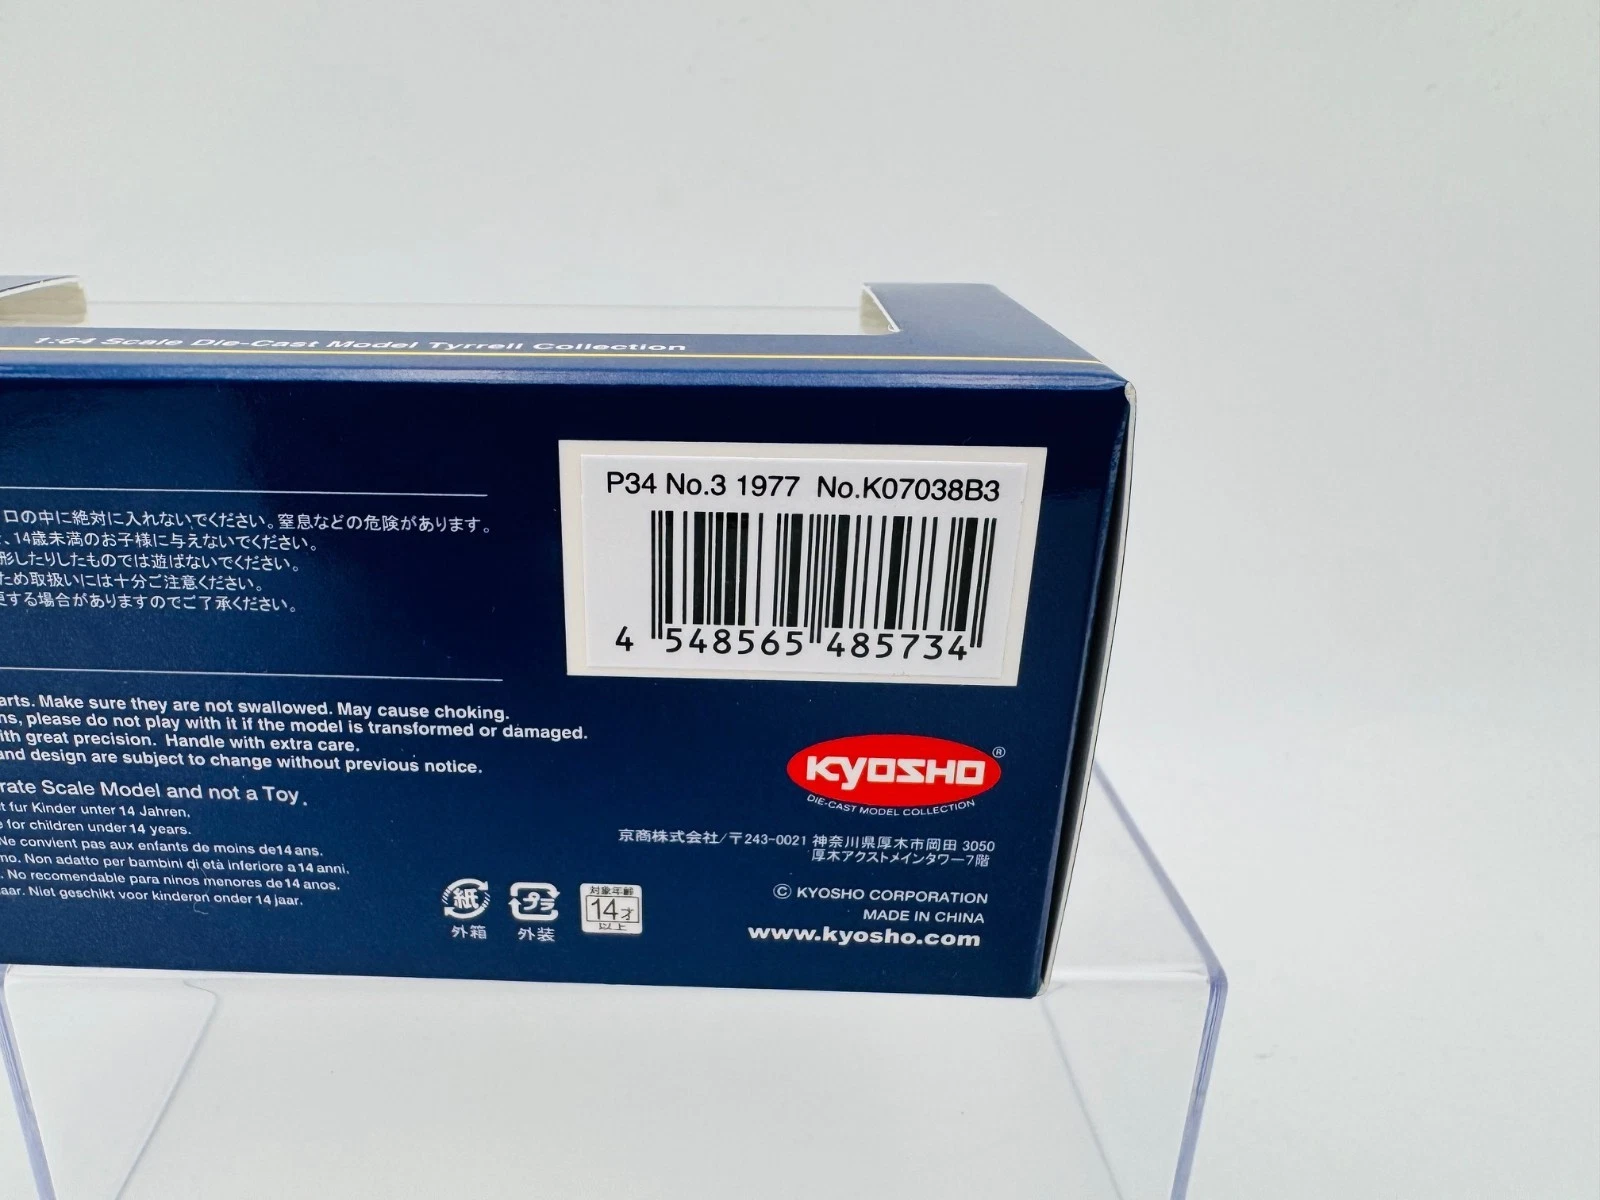 1:64 Scale Die-Cast Model Tyrrell Collection
P34 No.3 1977 No.K07038B3
4 548565 485734
口の中に絶対に入れないでください。窒息などの危険があります。
、14歳未満のお子様に与えないでください。
形したりしたものでは遊ばないでください。
ため取扱いには十分ご注意ください。
更する場合がありますのでご了承ください。
arts. Make sure they are not swallowed. May cause choking.
ns, please do not play with it if the model is transformed or damaged.
ith great precision. Handle with extra care.
and design are subject to change without previous notice.
rate Scale Model and not a Toy.
t fur Kinder unter 14 Jahren.
e for children under 14 years.
Ne convient pas aux enfants de moins de14 ans.
no. Non adatto per bambini di età inferiore a 14 anni.
. No recomendable para ninos menores de 14 anos.
aar. Niet geschikt voor kinderen onder 14 jaar.
紙
外箱
プラ
外装
対象年齢
14才
以上
KYOSHO ®
DIE-CAST MODEL COLLECTION
京商株式会社/〒243-0021 神奈川県厚木市岡田 3050
厚木アクストメインタワー7階
© KYOSHO CORPORATION
MADE IN CHINA
www.kyosho.com